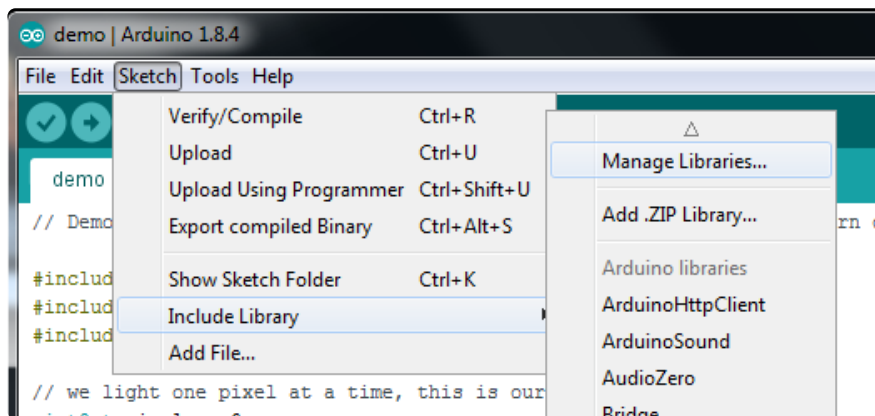 demo | Arduino 1.8.4
File Edit Sketch Tools Help
Verify/Compile Ctrl+R
Upload Ctrl+U
Upload Using Programmer Ctrl+Shift+U
Export compiled Binary Ctrl+Alt+S
Show Sketch Folder Ctrl+K
Include Library
Add File...
Manage Libraries...
Add .ZIP Library...
Arduino libraries
ArduinoHttpClient
ArduinoSound
AudioZero
Bridge
demo
// Demo
#includ
#includ
#includ
// we light one pixel at a time, this is our